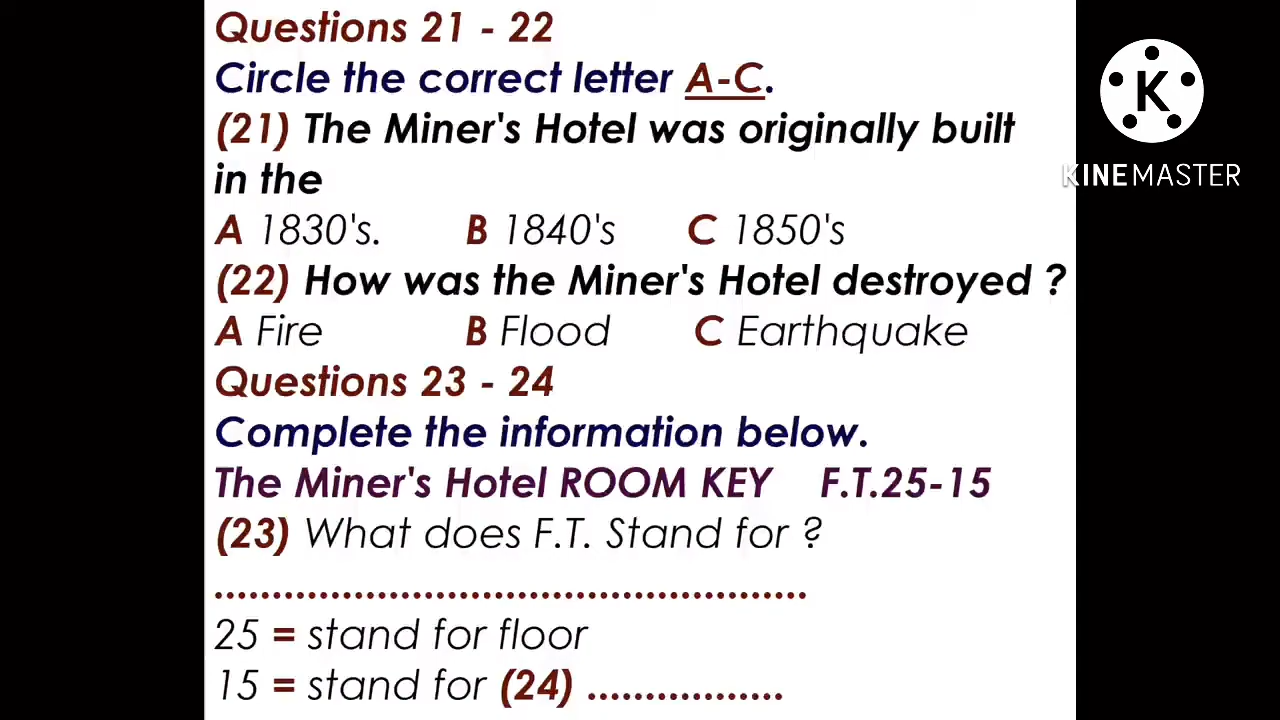 Questions 21 - 22
Circle the correct letter A-C.
(21) The Miner's Hotel was originally built
in the
A 1830's. B 1840's C 1850's
(22) How was the Miner's Hotel destroyed ?
A Fire B Flood C Earthquake
Questions 23 - 24
Complete the information below.
The Miner's Hotel ROOM KEY F.T.25-15
(23) What does F.T. Stand for ?
...................................................
25 = stand for floor
15 = stand for (24) .................
K
KINEMASTER